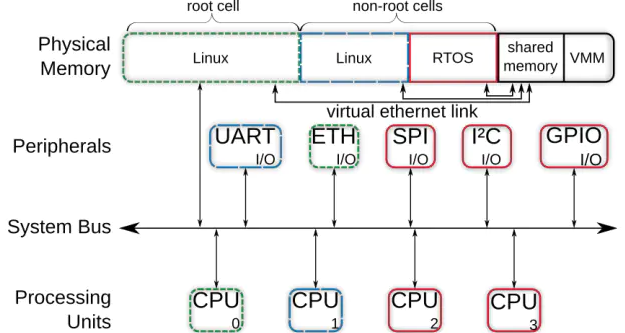 root cell
non-root cells
Physical
Memory
Linux
Linux
RTOS
shared
memory
VMM
virtual ethernet link
Peripherals
UART
I/O
ETH
I/O
SPI
I/O
I²C
I/O
GPIO
I/O
System Bus
Processing
Units
CPU
0
CPU
1
CPU
2
CPU
3